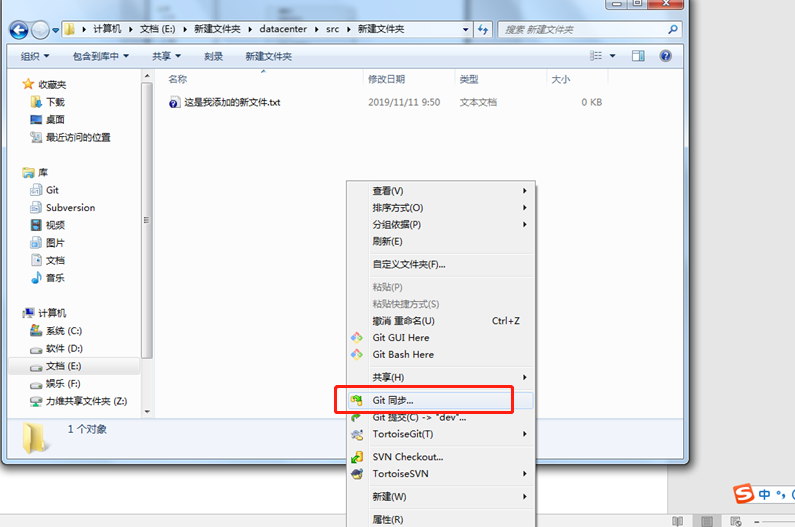 计算机 文档 (E:) 新建文件夹 datacenter src 新建文件夹
搜索 新建文件夹
组织 包含到库中 共享 刻录 新建文件夹
名称 修改日期 类型 大小
这是我添加的新文件.txt 2019/11/11 9:50 文本文档 0 KB
收藏夹
下载
桌面
最近访问的位置
库
Git
Subversion
视频
图片
文档
音乐
计算机
系统 (C:)
软件 (D:)
文档 (E:)
娱乐 (F:)
力维共享文件夹 (Z:)
1 个对象
查看(V)
排序方式(O)
分组依据(P)
刷新(E)
自定义文件夹(F)...
粘贴(P)
粘贴快捷方式(S)
撤消 重命名(U) Ctrl+Z
Git GUI Here
Git Bash Here
共享(H)
Git 同步...
Git 提交(C) -> "dev"...
TortoiseGit(T)
SVN Checkout...
TortoiseSVN
新建(W)
属性(R)
S 中